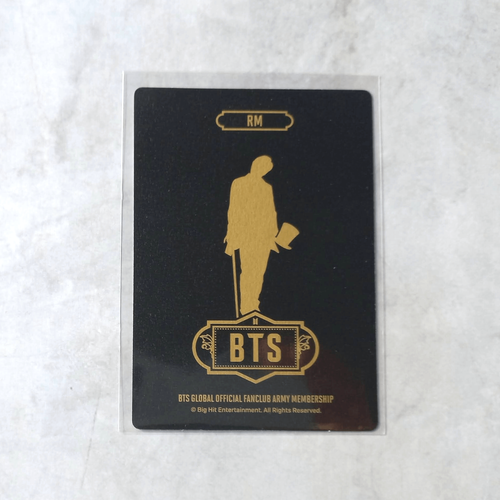 RM
BTS
BTS GLOBAL OFFICIAL FANCLUB ARMY MEMBERSHIP
© Big Hit Entertainment. All Rights Reserved.